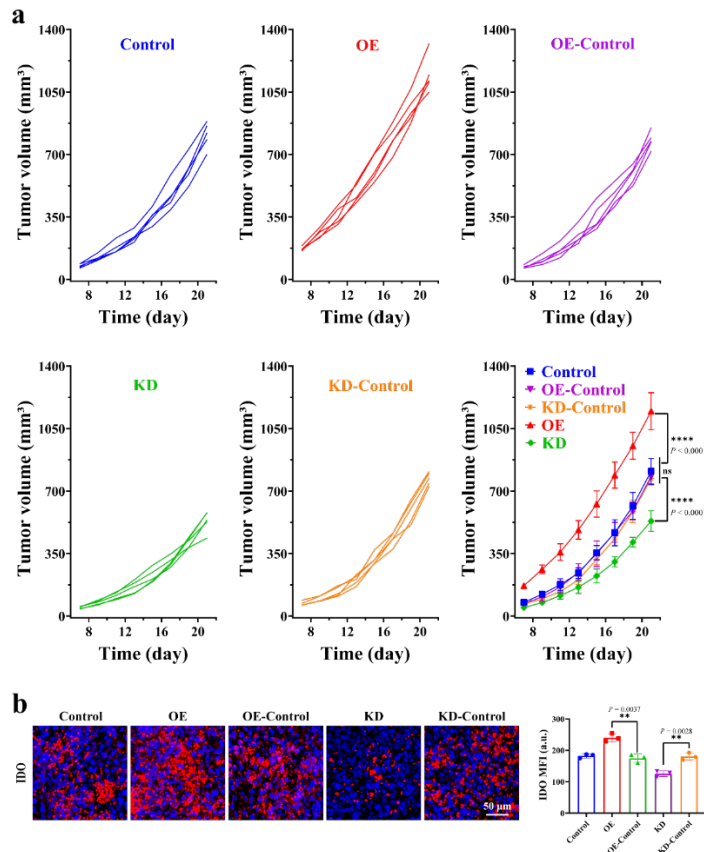 a
Control
OE
OE-Control
Tumor volume (mm³)
Tumor volume (mm³)
Tumor volume (mm³)
1400
1050
700
350
0
1400
1050
700
350
0
1400
1050
700
350
0
8 12 16 20
8 12 16 20
8 12 16 20
Time (day)
Time (day)
Time (day)
KD
KD-Control
Control
OE-Control
KD-Control
OE
KD
Tumor volume (mm³)
Tumor volume (mm³)
Tumor volume (mm³)
1400
1050
700
350
0
1400
1050
700
350
0
1400
1050
700
350
0
****
P < 0.000
ns
****
P < 0.000
8 12 16 20
8 12 16 20
8 12 16 20
Time (day)
Time (day)
Time (day)
b
Control OE OE-Control KD KD-Control
IDO
50 μm
IDO MFI (a.u.)
300
200
100
0
P = 0.0037
**
P = 0.0028
**
Control
OE
OE-Control
KD
KD-Control